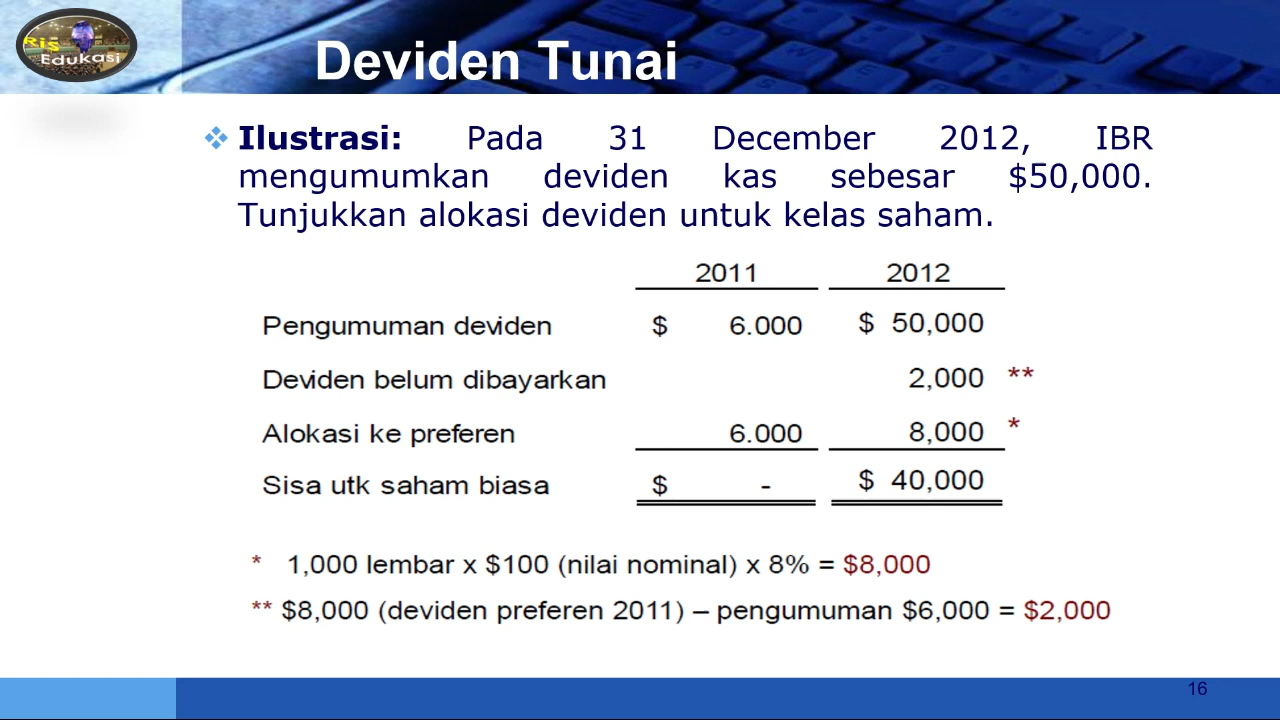 Ris
Edukasi
Deviden Tunai
❖ Ilustrasi: Pada 31 December 2012, IBR
mengumumkan deviden kas sebesar $50,000.
Tunjukkan alokasi deviden untuk kelas saham.
2011 2012
Pengumuman deviden $ 6.000 $ 50,000
Deviden belum dibayarkan 2,000 **
Alokasi ke preferen 6.000 8,000 *
Sisa utk saham biasa $ - $ 40,000
* 1,000 lembar x $100 (nilai nominal) x 8% = $8,000
** $8,000 (deviden preferen 2011) – pengumuman $6,000 = $2,000
16